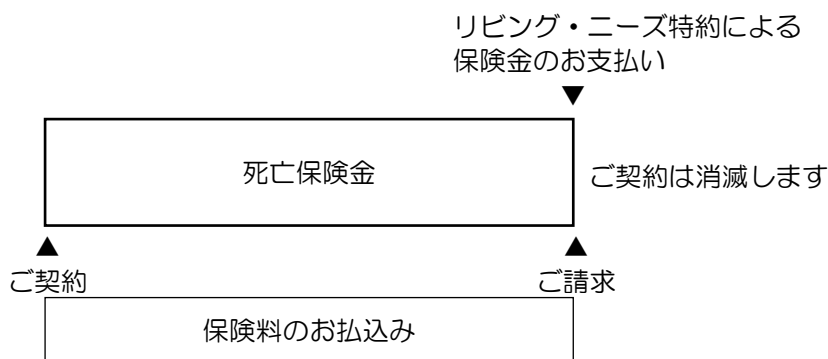 リビング・ニーズ特約による
保険金のお支払い
▼
死亡保険金
ご契約は消滅します
▲ ▲
ご契約 ご請求
保険料のお払込み